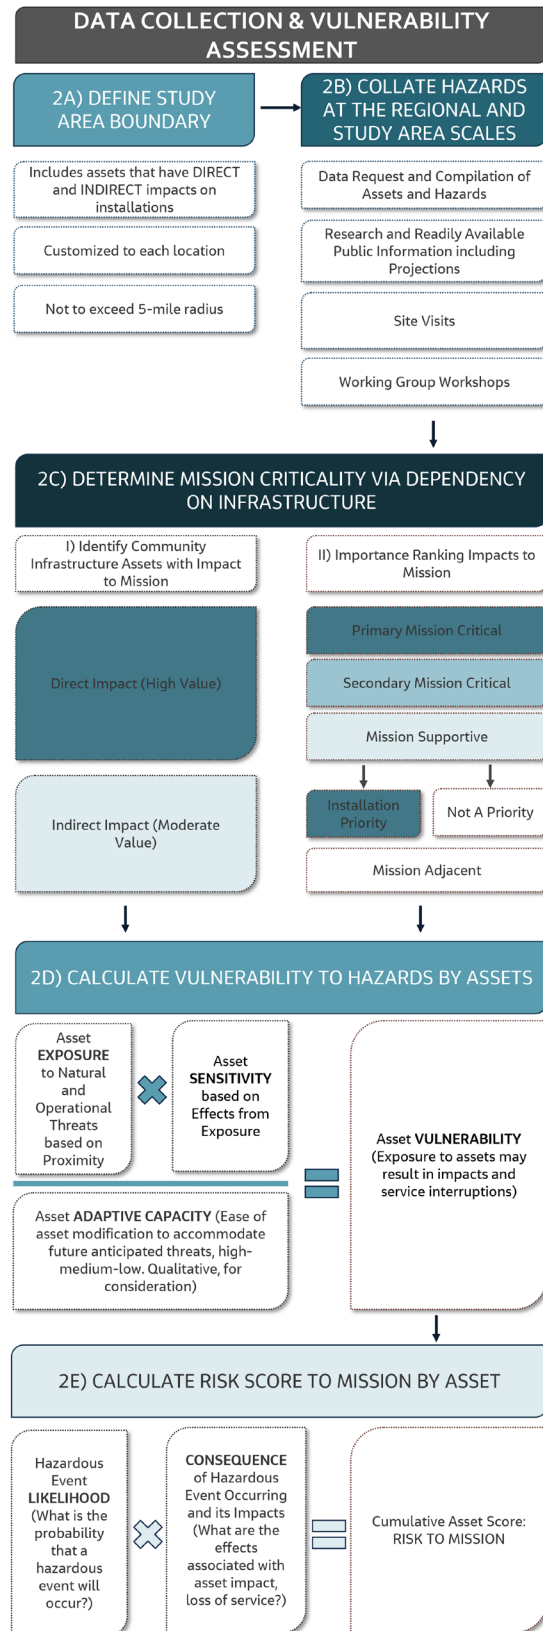 DATA COLLECTION & VULNERABILITY
ASSESSMENT
2A) DEFINE STUDY
AREA BOUNDARY
Includes assets that have DIRECT
and INDIRECT impacts on
installations
Customized to each location
Not to exceed 5-mile radius
2B) COLLATE HAZARDS
AT THE REGIONAL AND
STUDY AREA SCALES
Data Request and Compilation of
Assets and Hazards
Research and Readily Available
Public Information including
Projections
Site Visits
Working Group Workshops
2C) DETERMINE MISSION CRITICALITY VIA DEPENDENCY
ON INFRASTRUCTURE
I) Identify Community
Infrastructure Assets with Impact
to Mission
Direct Impact (High Value)
Indirect Impact (Moderate
Value)
II) Importance Ranking Impacts to
Mission
Primary Mission Critical
Secondary Mission Critical
Mission Supportive
Installation
Priority
Not A Priority
Mission Adjacent
2D) CALCULATE VULNERABILITY TO HAZARDS BY ASSETS
Asset
EXPOSURE
to Natural
and
Operational
Threats
based on
Proximity
Asset
SENSITIVITY
based on
Effects from
Exposure
Asset ADAPTIVE CAPACITY (Ease of
asset modification to accommodate
future anticipated threats, high-
medium-low. Qualitative, for
consideration)
Asset VULNERABILITY
(Exposure to assets may
result in impacts and
service interruptions)
2E) CALCULATE RISK SCORE TO MISSION BY ASSET
Hazardous
Event
LIKELIHOOD
(What is the
probability
that a
hazardous
event will
occur?)
CONSEQUENCE
of Hazardous
Event Occurring
and its Impacts
(What are the
effects
associated with
asset impact,
loss of service?)
Cumulative Asset Score:
RISK TO MISSION